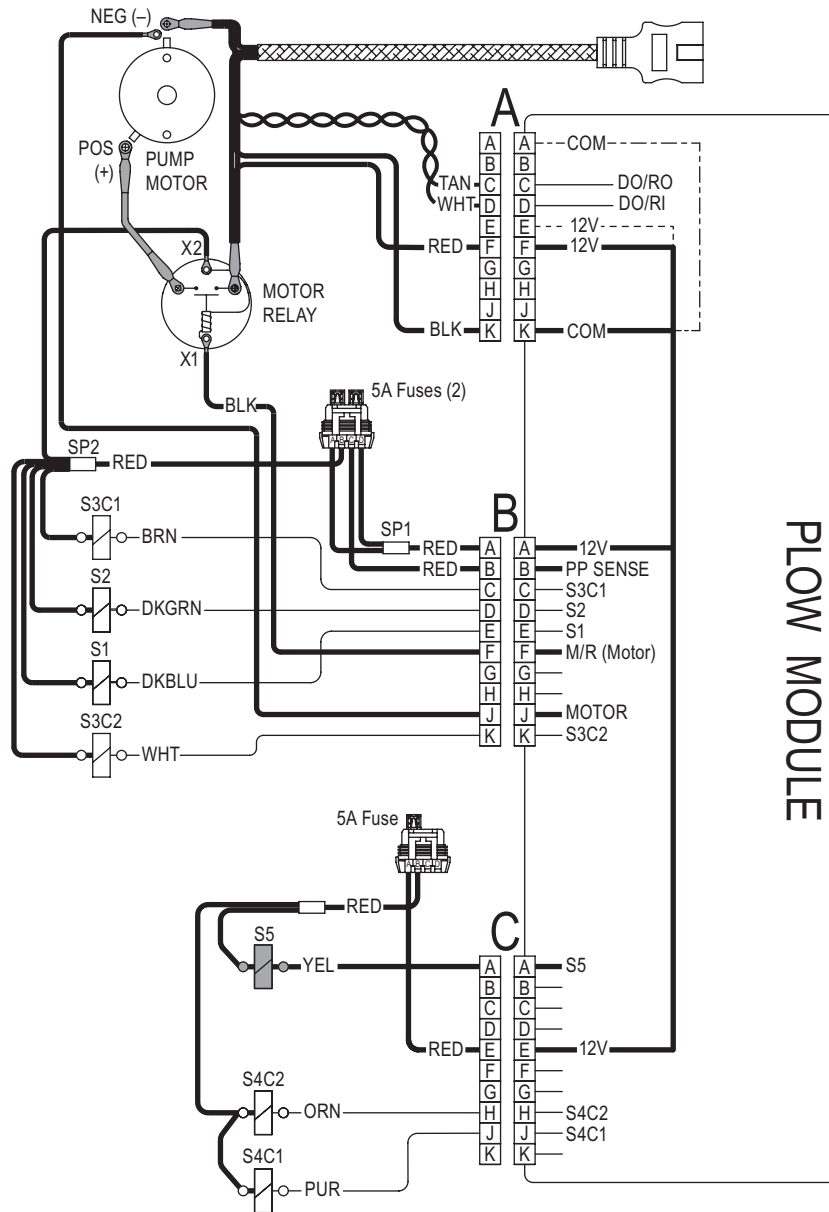 NEG (–)
POS
(+)
PUMP
MOTOR
X2
MOTOR
RELAY
X1
BLK
TAN
WHT
RED
BLK
A
A A COM
B B
C C DO/RO
D D DO/RI
E E 12V
F F 12V
G G
H H
J J
K K COM
5A Fuses (2)
A B C D
SP2
RED
SP1
RED
RED
S3C1
BRN
S2
DKGRN
S1
DKBLU
S3C2
WHT
B
A A 12V
B B PP SENSE
C C S3C1
D D S2
E E S1
F F M/R (Motor)
G G
H H
J J MOTOR
K K S3C2
PLOW MODULE
5A Fuse
A B C D
RED
S5
YEL
RED
S4C2
ORN
S4C1
PUR
C
A A S5
B B
C C
D D
E E 12V
F F
G G
H H S4C2
J J S4C1
K K